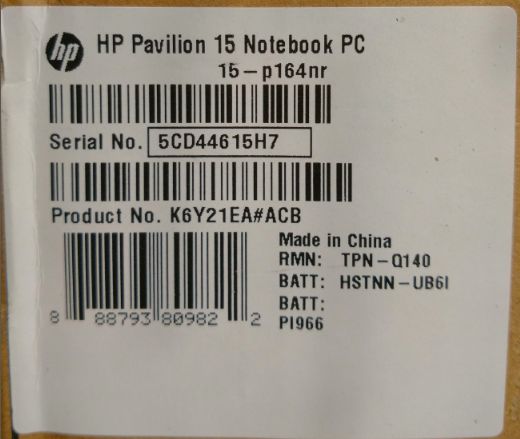 hp HP Pavilion 15 Notebook PC
15-p164nr
Serial No. 5CD44615H7
Product No. K6Y21EA#ACB
Made in China
RMN: TPN-Q140
BATT: HSTNN-UB6I
BATT:
PI966
8 88793 80982 2